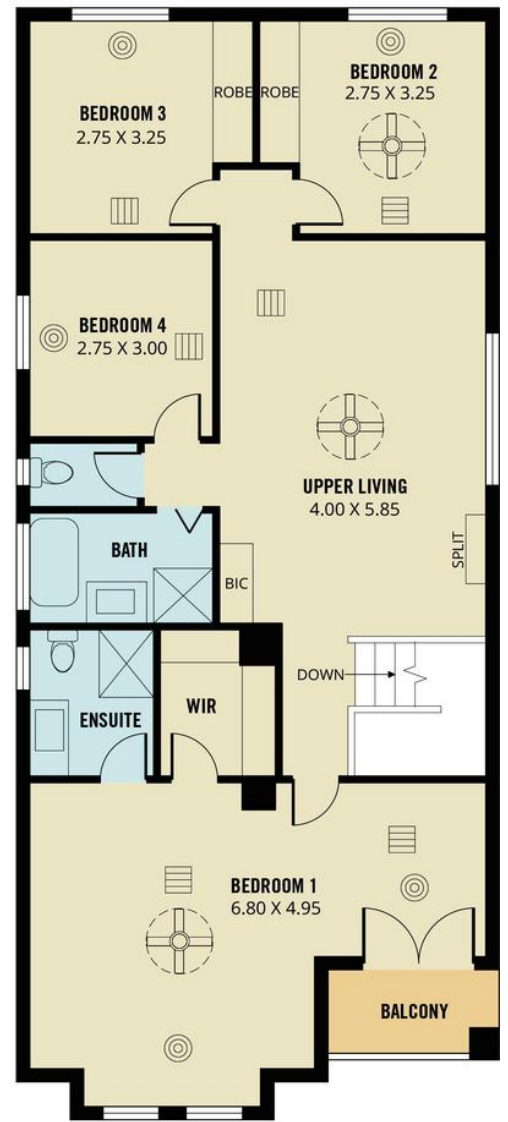 BEDROOM 3
2.75 X 3.25
ROBE
ROBE
BEDROOM 2
2.75 X 3.25
BEDROOM 4
2.75 X 3.00
UPPER LIVING
4.00 X 5.85
BATH
BIC
SPLIT
ENSUITE
WIR
DOWN
BEDROOM 1
6.80 X 4.95
BALCONY